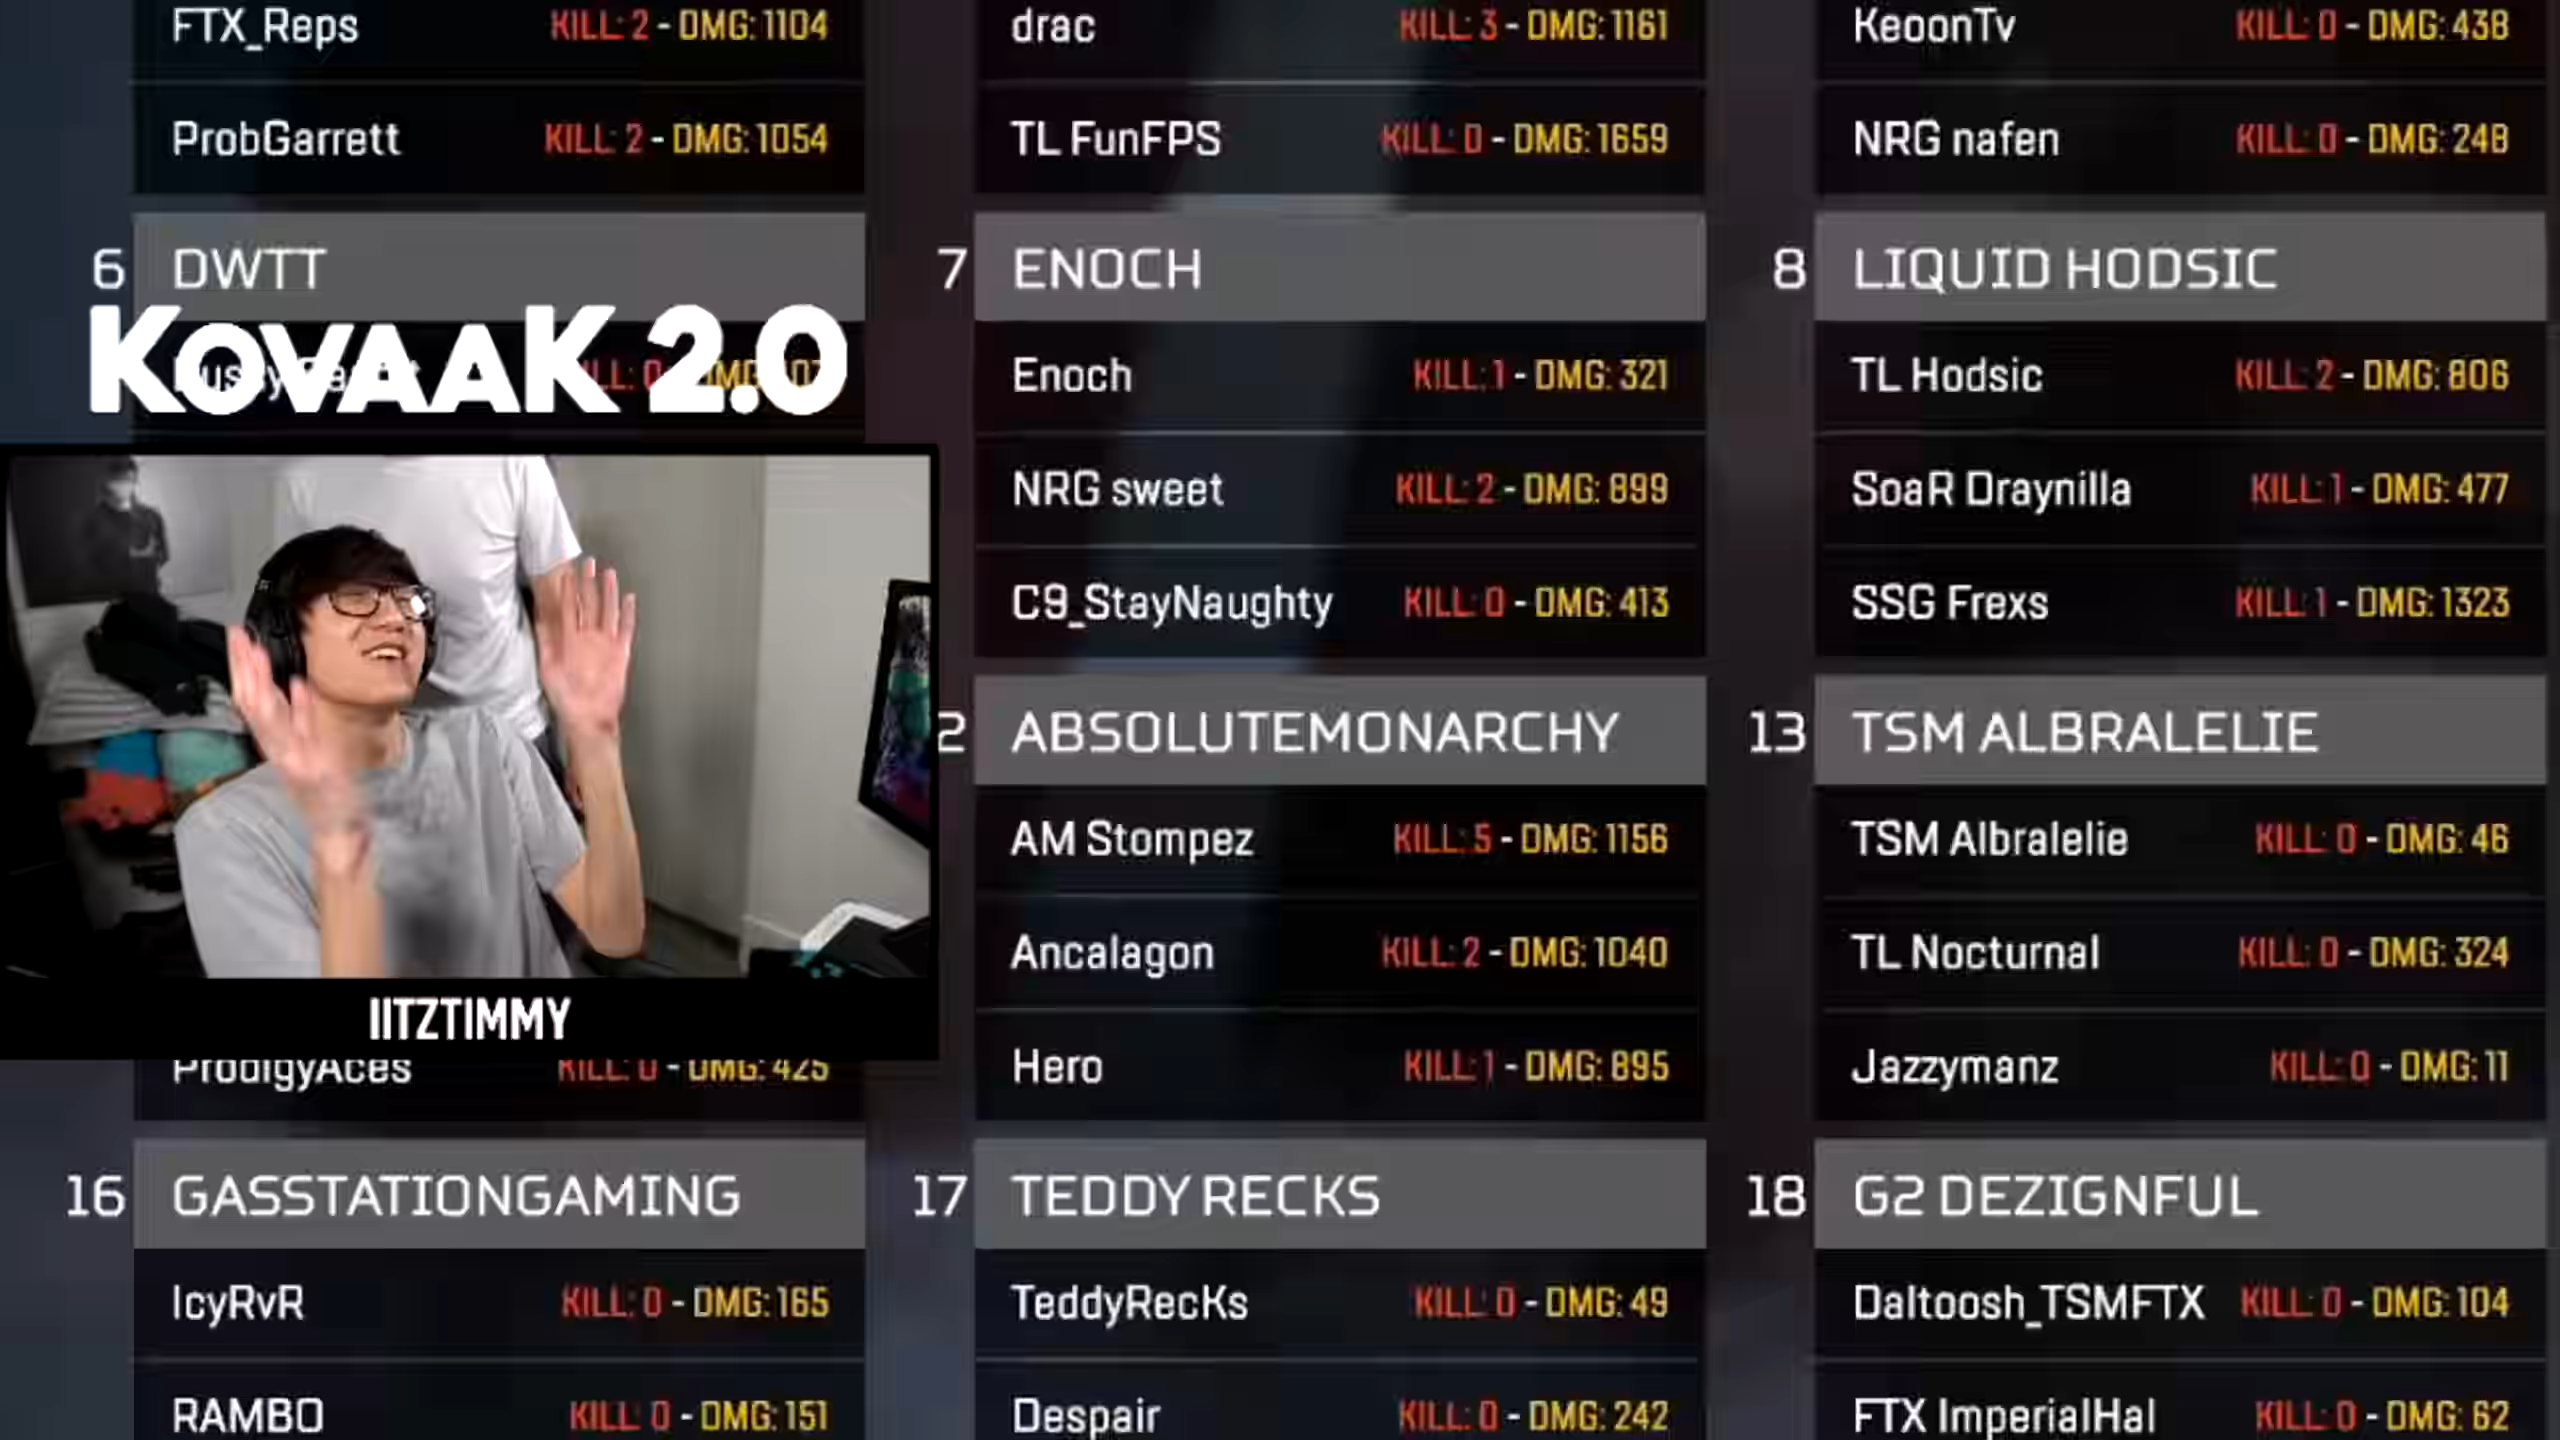 FTX_Reps KILL: 2 - DMG: 1104
ProbGarrett KILL: 2 - DMG: 1054
6 DWTT
KOVAAK 2.0
IITZTIMMY
ProdigyAces KILL: 0 - DMG: 425
16 GASSTATIONGAMING
IcyRvR KILL: 0 - DMG: 165
RAMBO KILL: 0 - DMG: 151
drac KILL: 3 - DMG: 1161
TL FunFPS KILL: 0 - DMG: 1659
7 ENOCH
Enoch KILL: 1 - DMG: 321
NRG sweet KILL: 2 - DMG: 899
C9_StayNaughty KILL: 0 - DMG: 413
2 ABSOLUTEMONARCHY
AM Stompez KILL: 5 - DMG: 1156
Ancalagon KILL: 2 - DMG: 1040
Hero KILL: 1 - DMG: 895
17 TEDDY RECKS
TeddyRecKs KILL: 0 - DMG: 49
Despair KILL: 0 - DMG: 242
KeoonTv KILL: 0 - DMG: 438
NRG nafen KILL: 0 - DMG: 248
8 LIQUID HODSIC
TL Hodsic KILL: 2 - DMG: 806
SoaR Draynilla KILL: 1 - DMG: 477
SSG Frexs KILL: 1 - DMG: 1323
13 TSM ALBRALELIE
TSM Albralelie KILL: 0 - DMG: 46
TL Nocturnal KILL: 0 - DMG: 324
Jazzymanz KILL: 0 - DMG: 11
18 G2 DEZIGNFUL
Daltoosh_TSMFTX KILL: 0 - DMG: 104
FTX ImperialHal KILL: 0 - DMG: 62